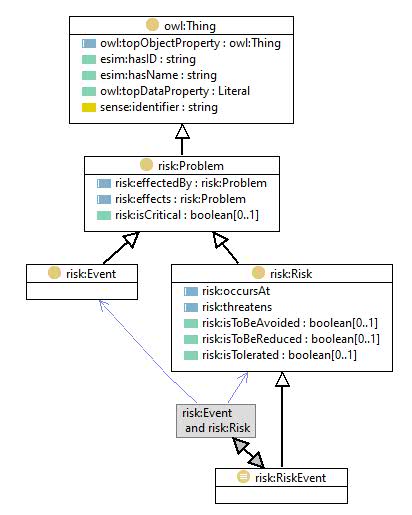 owl:Thing
owl:topObjectProperty : owl:Thing
esim:hasID : string
esim:hasName : string
owl:topDataProperty : Literal
sense:identifier : string
risk:Problem
risk:effectedBy : risk:Problem
risk:effects : risk:Problem
risk:isCritical : boolean[0..1]
risk:Event
risk:Risk
risk:occursAt
risk:threatens
risk:isToBeAvoided : boolean[0..1]
risk:isToBeReduced : boolean[0..1]
risk:isTolerated : boolean[0..1]
risk:Event
and risk:Risk
risk:RiskEvent